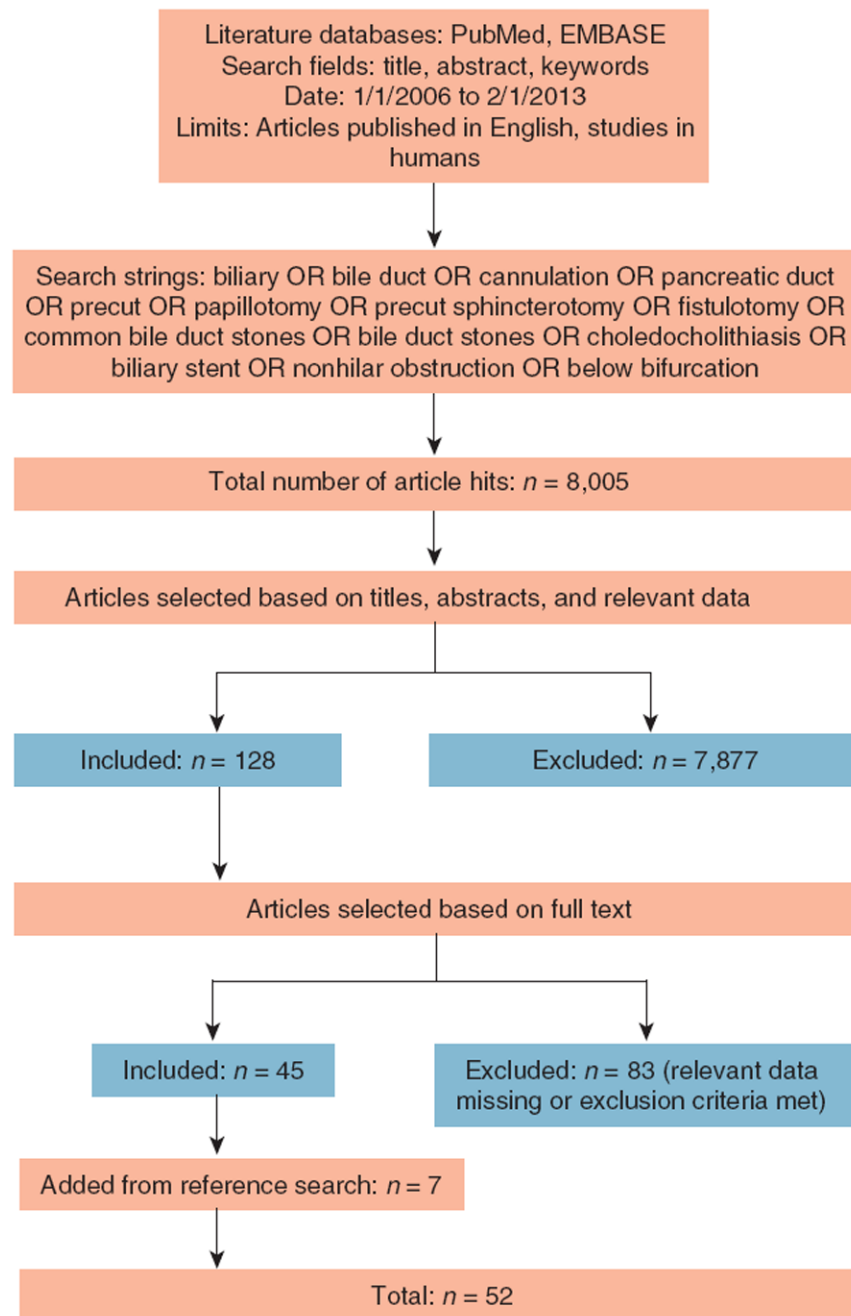 Literature databases: PubMed, EMBASE
Search fields: title, abstract, keywords
Date: 1/1/2006 to 2/1/2013
Limits: Articles published in English, studies in
humans
Search strings: biliary OR bile duct OR cannulation OR pancreatic duct
OR precut OR papillotomy OR precut sphincterotomy OR fistulotomy OR
common bile duct stones OR bile duct stones OR choledocholithiasis OR
biliary stent OR nonhilar obstruction OR below bifurcation
Total number of article hits: n = 8,005
Articles selected based on titles, abstracts, and relevant data
Included: n = 128
Excluded: n = 7,877
Articles selected based on full text
Included: n = 45
Excluded: n = 83 (relevant data
missing or exclusion criteria met)
Added from reference search: n = 7
Total: n = 52